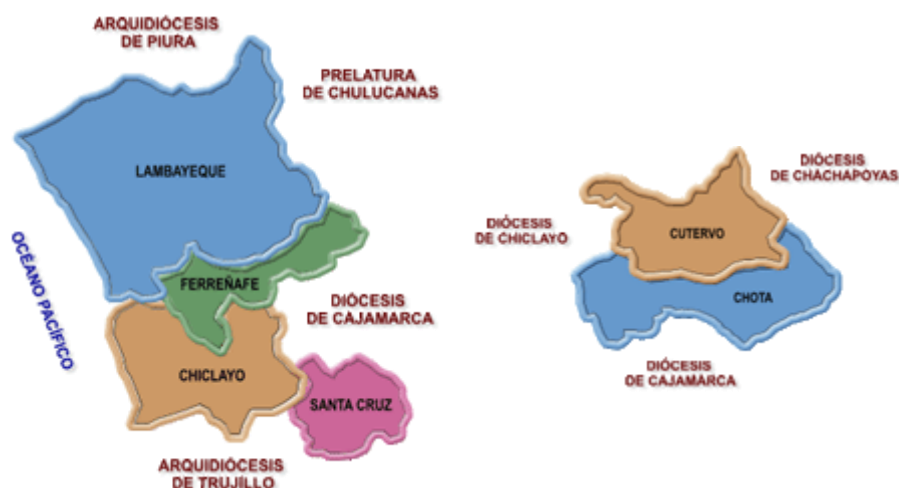 ARQUIDIÓCESIS
DE PIURA
PRELATURA
DE CHULUCANAS
LAMBAYEQUE
OCÉANO PACÍFICO
FERREÑAFE
DIÓCESIS
DE CAJAMARCA
CHICLAYO
SANTA CRUZ
ARQUIDIÓCESIS
DE TRUJILLO
DIÓCESIS
DE CHACHAPOYAS
DIÓCESIS
DE CHICLAYO
CUTERVO
CHOTA
DIÓCESIS
DE CAJAMARCA